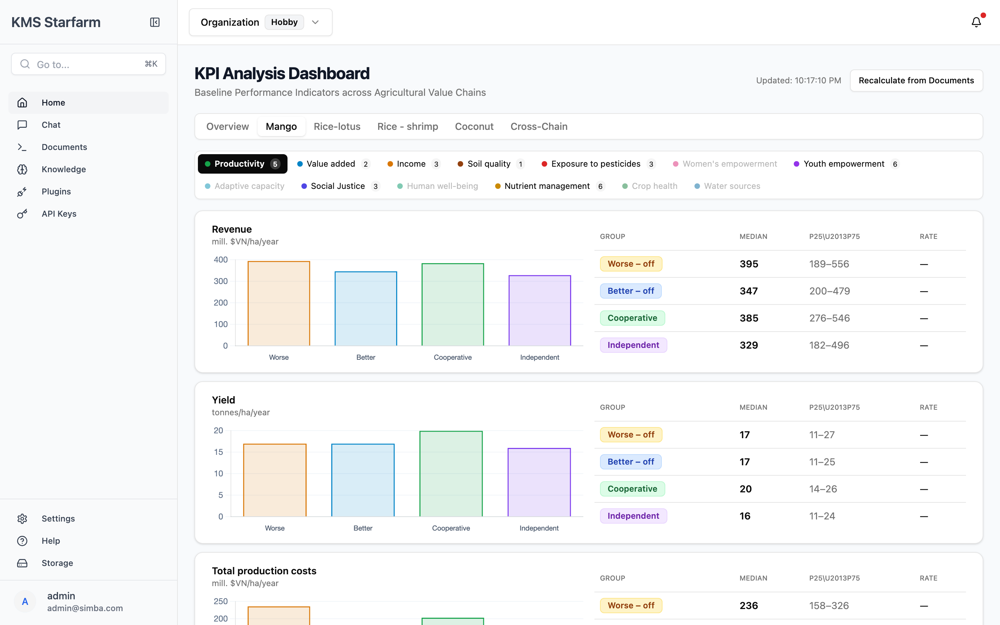 KMS Starfarm
Organization Hobby
Go to... ⌘K
Home
Chat
Documents
Knowledge
Plugins
API Keys
Settings
Help
Storage
A
admin
admin@simba.com
KPI Analysis Dashboard
Baseline Performance Indicators across Agricultural Value Chains
Updated: 10:17:10 PM Recalculate from Documents
Overview Mango Rice-lotus Rice - shrimp Coconut Cross-Chain
Productivity 5 Value added 2 Income 3 Soil quality 1 Exposure to pesticides 3 Women's empowerment Youth empowerment 6
Adaptive capacity Social Justice 3 Human well-being Nutrient management 6 Crop health Water sources
Revenue
mill. $VN/ha/year
400
300
200
100
0
Worse Better Cooperative Independent
GROUP MEDIAN P25\U2013P75 RATE
Worse – off 395 189–556 —
Better – off 347 200–479 —
Cooperative 385 276–546 —
Independent 329 182–496 —
Yield
tonnes/ha/year
20
15
10
5
0
Worse Better Cooperative Independent
GROUP MEDIAN P25\U2013P75 RATE
Worse – off 17 11–27 —
Better – off 17 11–25 —
Cooperative 20 14–26 —
Independent 16 11–24 —
Total production costs
mill. $VN/ha/year
250
200
GROUP MEDIAN P25\U2013P75 RATE
Worse – off 236 158–326 —